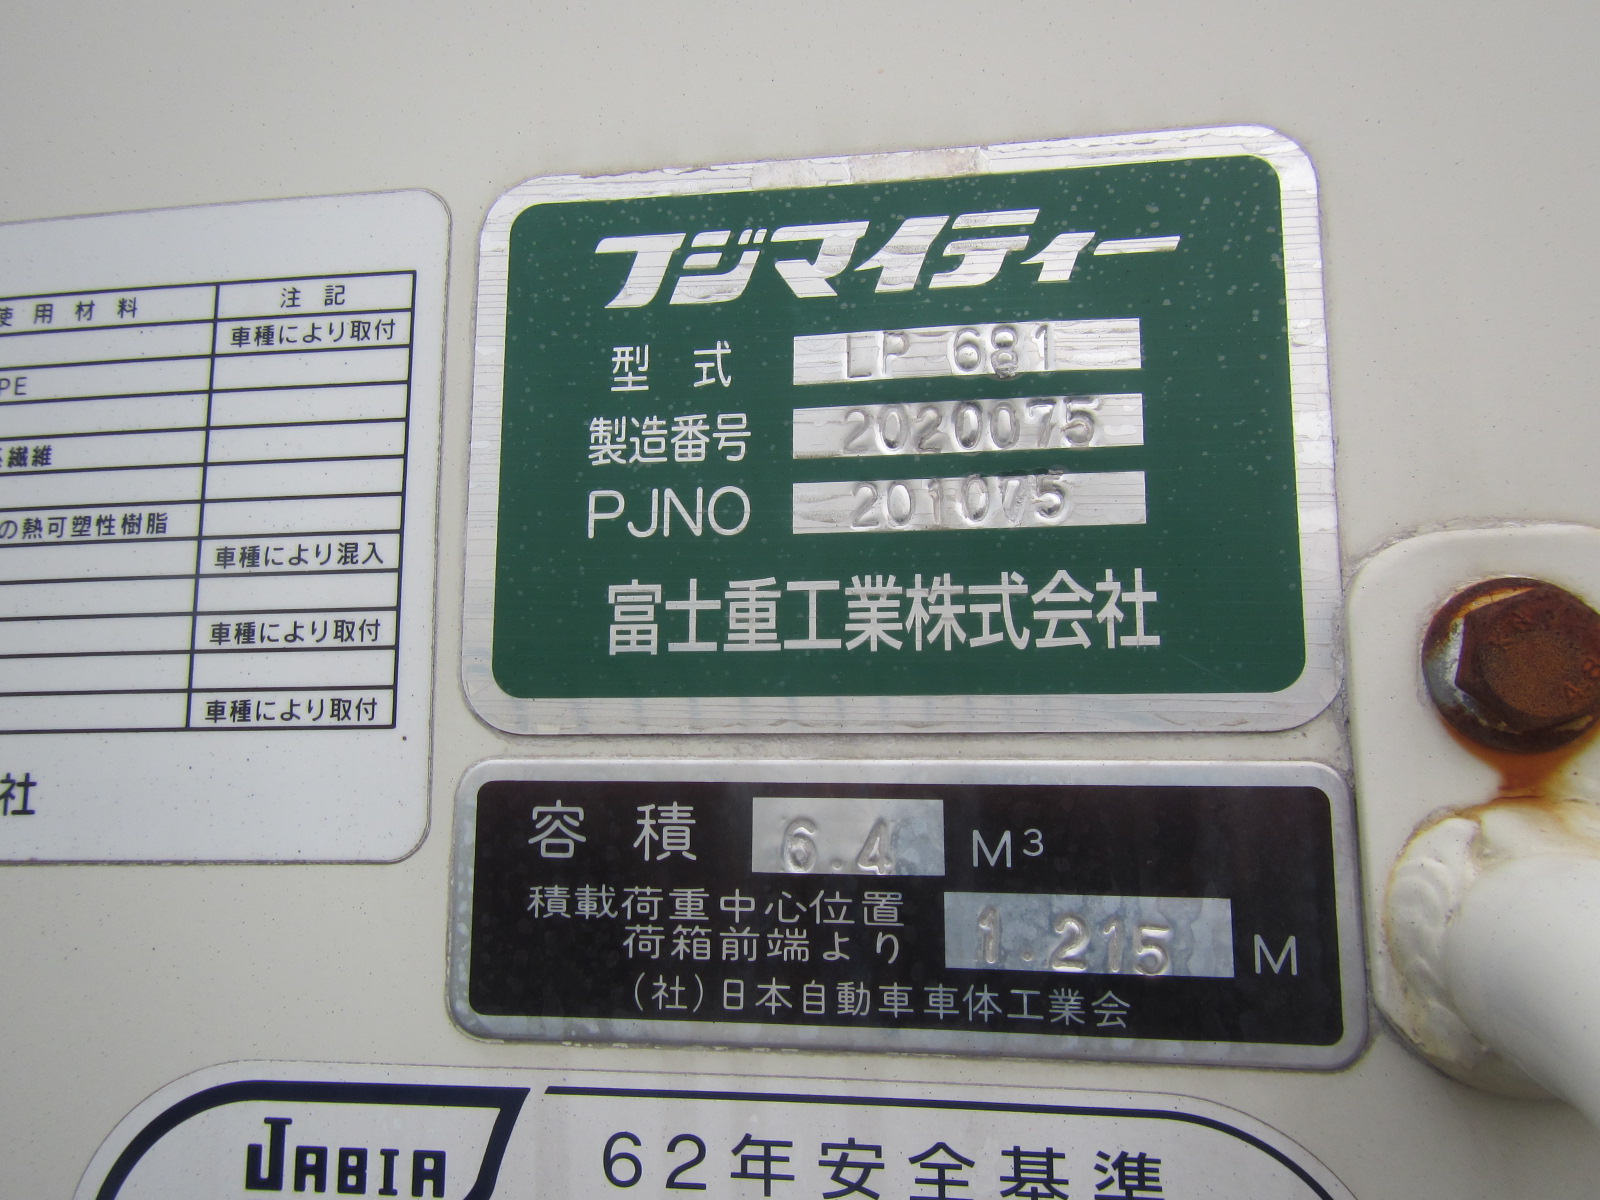 使用材料 注記
車種により取付
PE
繊維
の熱可塑性樹脂
車種により混入
車種により取付
車種により取付
社
フジマイティー
型式 LP 681
製造番号 2020075
PJNO 201075
富士重工業株式会社
容積 6.4 M³
積載荷重中心位置
荷箱前端より 1.215 M
(社)日本自動車車体工業会
JABIA 62年安全基準